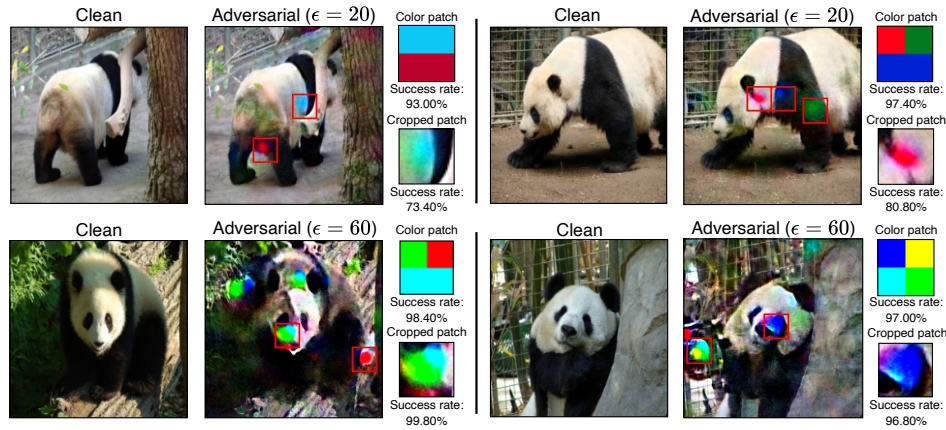 Clean
Adversarial (ϵ = 20)
Color patch
Success rate:
93.00%
Cropped patch
Success rate:
73.40%
Clean
Adversarial (ϵ = 20)
Color patch
Success rate:
97.40%
Cropped patch
Success rate:
80.80%
Clean
Adversarial (ϵ = 60)
Color patch
Success rate:
98.40%
Cropped patch
Success rate:
99.80%
Clean
Adversarial (ϵ = 60)
Color patch
Success rate:
97.00%
Cropped patch
Success rate:
96.80%